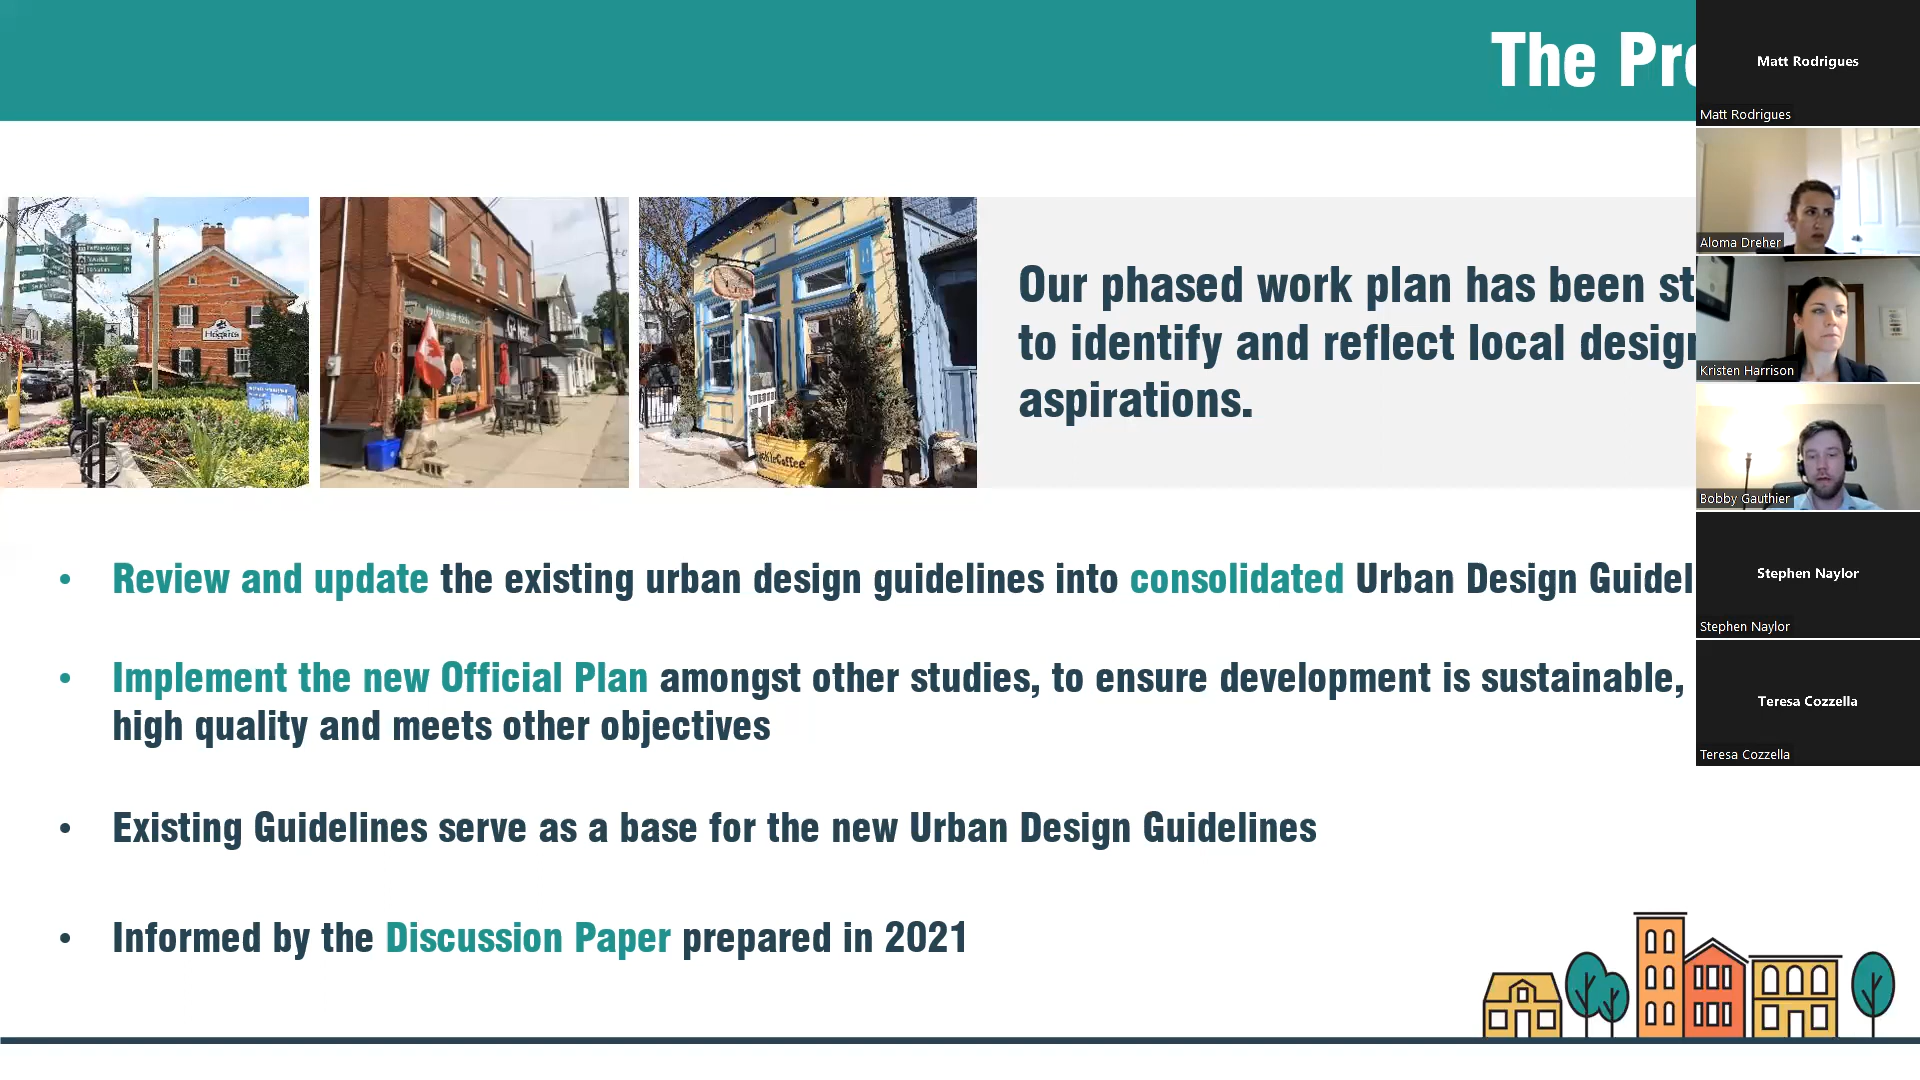 The Pro
Our phased work plan has been st
to identify and reflect local design
aspirations.
• Review and update the existing urban design guidelines into consolidated Urban Design Guidel
• Implement the new Official Plan amongst other studies, to ensure development is sustainable,
high quality and meets other objectives
• Existing Guidelines serve as a base for the new Urban Design Guidelines
• Informed by the Discussion Paper prepared in 2021
Matt Rodrigues
Matt Rodrigues
Aloma Dreher
Kristen Harrison
Bobby Gauthier
Stephen Naylor
Stephen Naylor
Teresa Cozzella
Teresa Cozzella